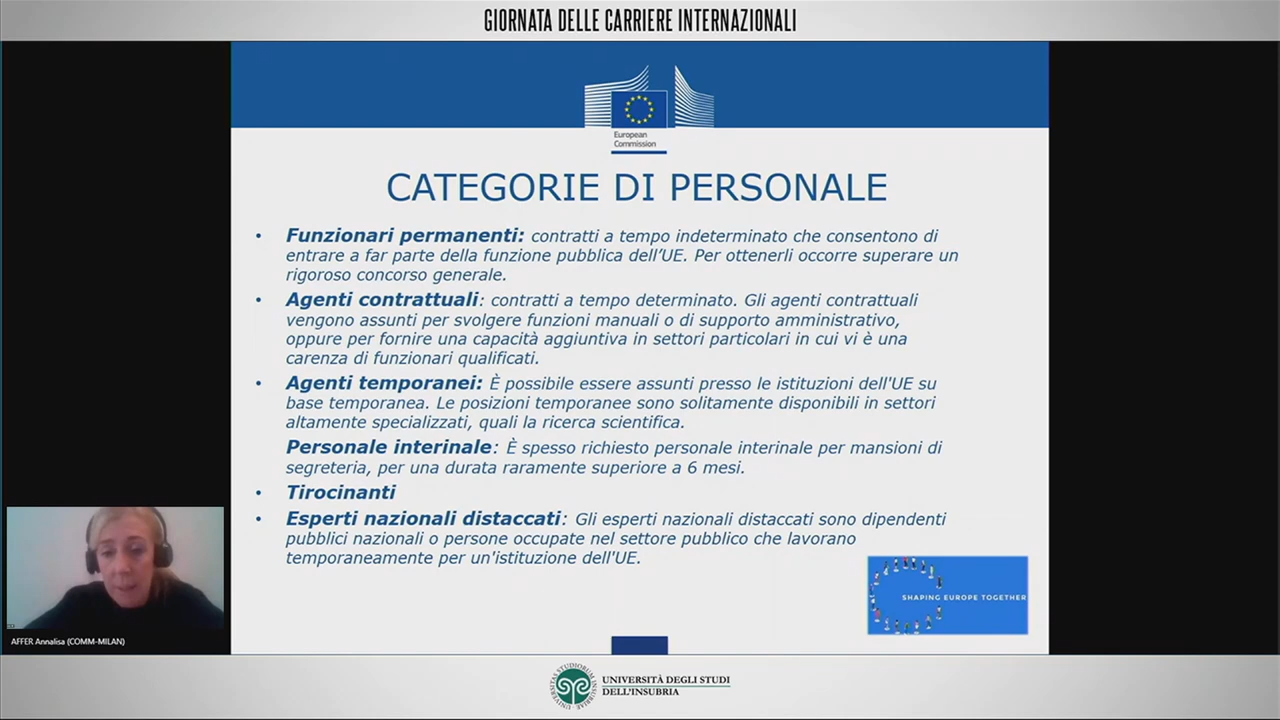 GIORNATA DELLE CARRIERE INTERNAZIONALI
European
Commission
CATEGORIE DI PERSONALE
• Funzionari permanenti: contratti a tempo indeterminato che consentono di
entrare a far parte della funzione pubblica dell'UE. Per ottenerli occorre superare un
rigoroso concorso generale.
• Agenti contrattuali: contratti a tempo determinato. Gli agenti contrattuali
vengono assunti per svolgere funzioni manuali o di supporto amministrativo,
oppure per fornire una capacità aggiuntiva in settori particolari in cui vi è una
carenza di funzionari qualificati.
• Agenti temporanei: È possibile essere assunti presso le istituzioni dell'UE su
base temporanea. Le posizioni temporanee sono solitamente disponibili in settori
altamente specializzati, quali la ricerca scientifica.
Personale interinale: È spesso richiesto personale interinale per mansioni di
segreteria, per una durata raramente superiore a 6 mesi.
• Tirocinanti
• Esperti nazionali distaccati: Gli esperti nazionali distaccati sono dipendenti
pubblici nazionali o persone occupate nel settore pubblico che lavorano
temporaneamente per un'istituzione dell'UE.
SHAPING EUROPE TOGETHER
AFFER Annalisa (COMM-MILAN)
UNIVERSITÀ DEGLI STUDI
DELL'INSUBRIA